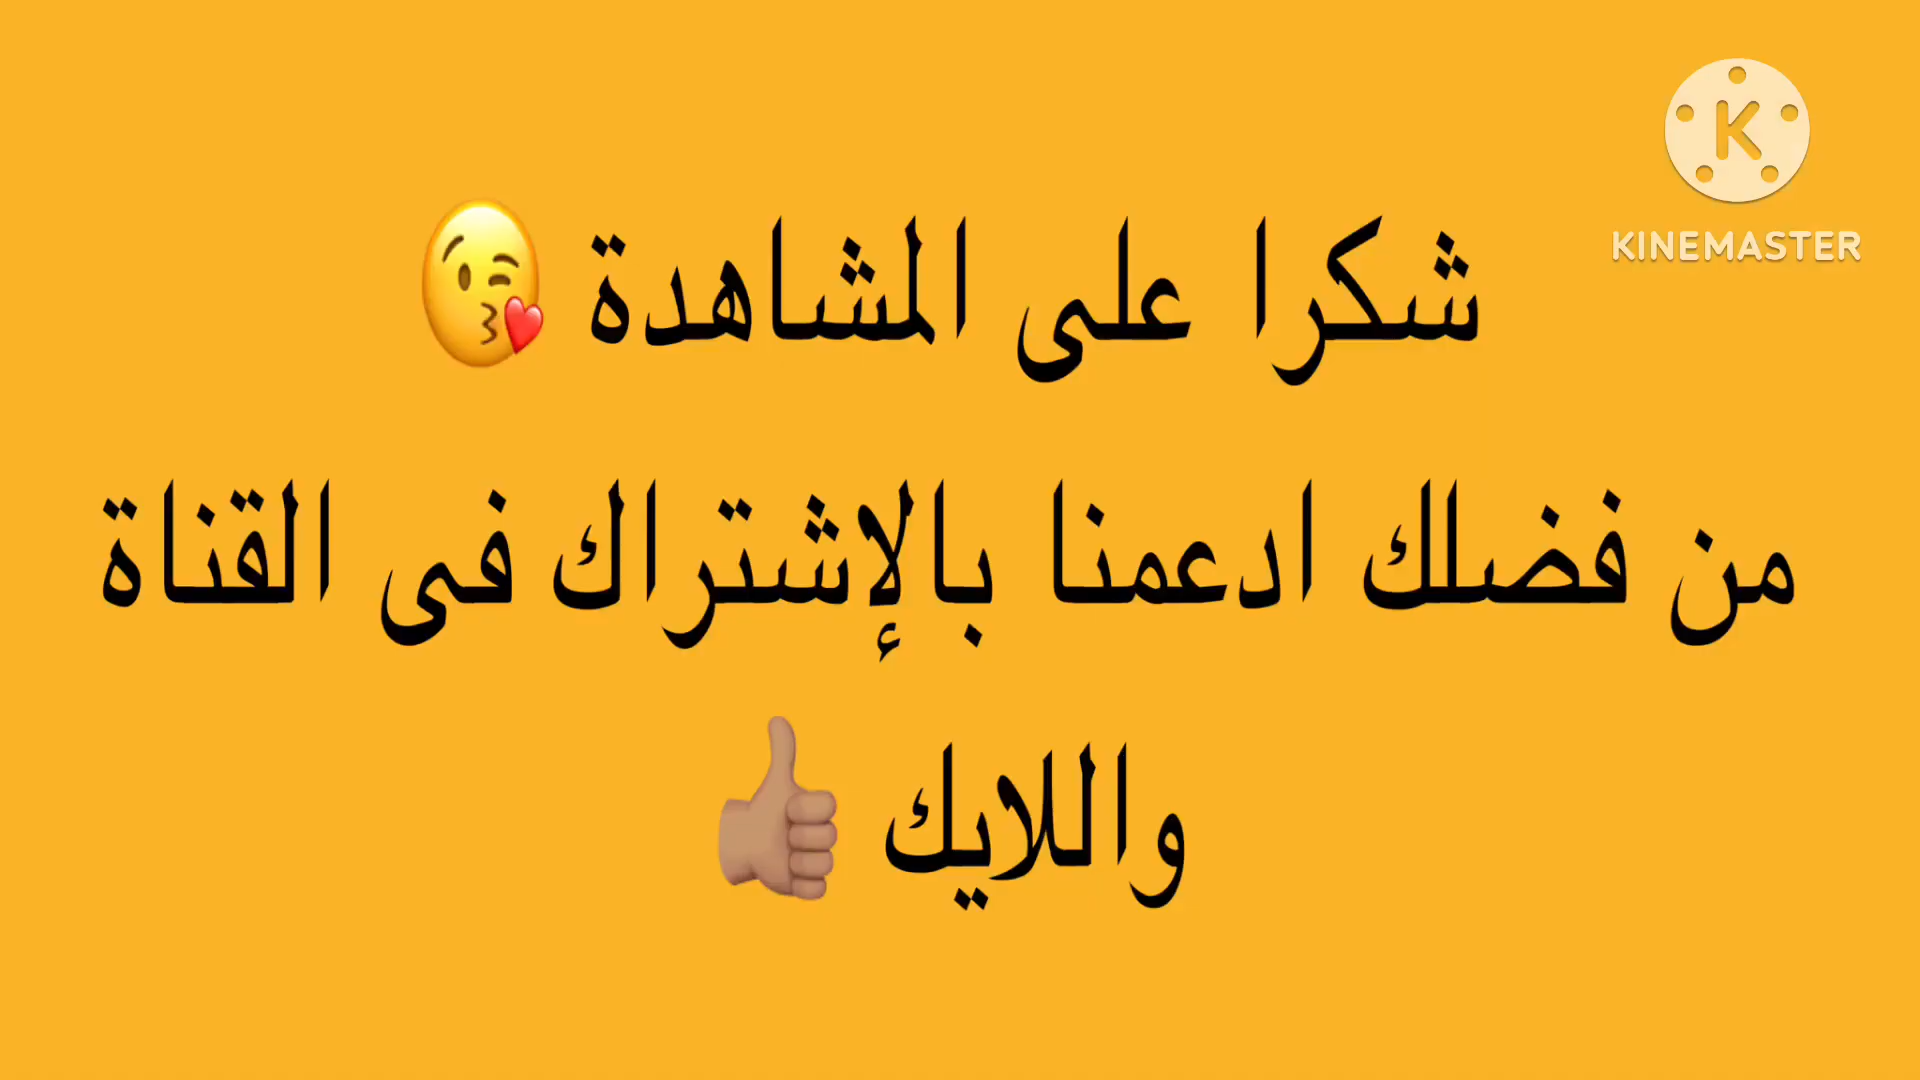 شكرا على المشاهدة 😘
من فضلك ادعمنا بالإشتراك فى القناة
واللايك 👍🏽
KINEMASTER